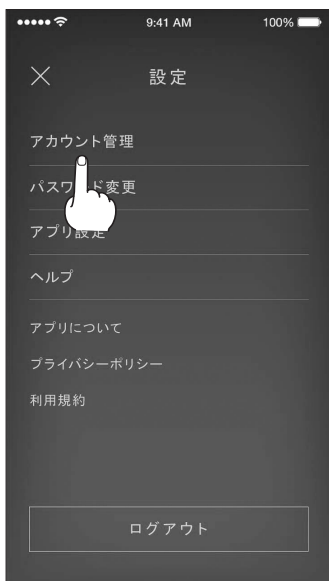 9:41 AM 100%
設定
アカウント管理
パスワード変更
アプリ設定
ヘルプ
アプリについて
プライバシーポリシー
利用規約
ログアウト